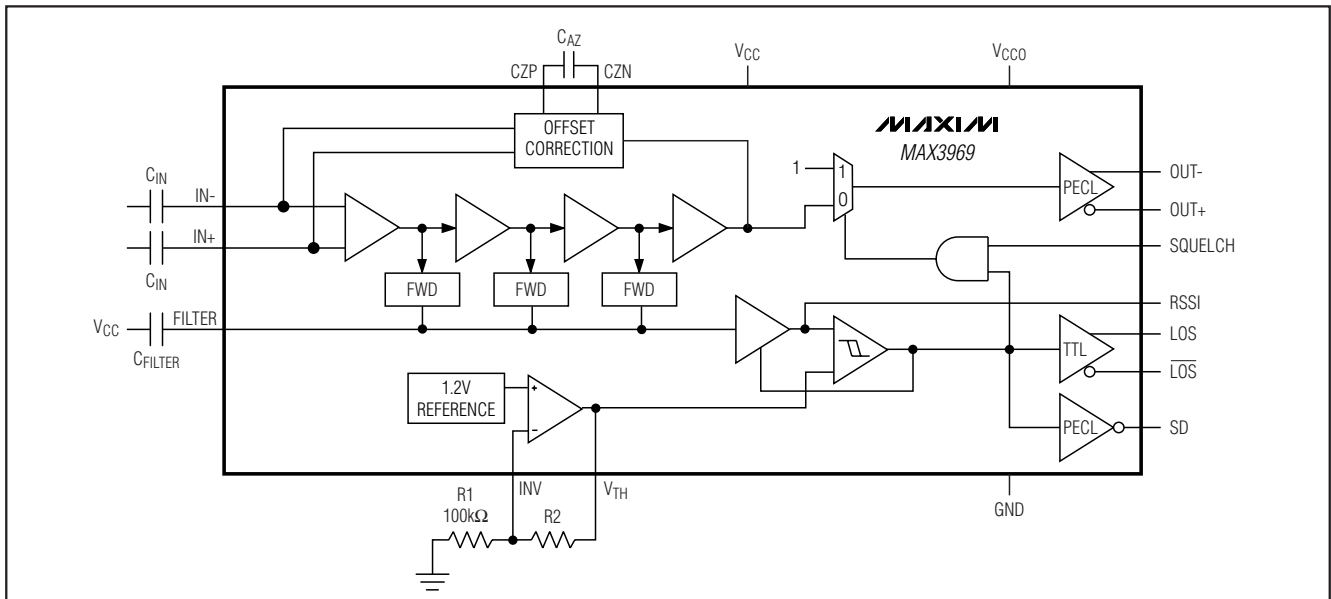 C_AZ
CZP
CZN
V_CC
V_CCO
OFFSET
CORRECTION
MAXIM
MAX3969
C_IN
IN-
1
1
0
PECL
OUT-
OUT+
IN+
C_IN
SQUELCH
FWD
FWD
FWD
RSSI
V_CC
FILTER
C_FILTER
TTL
LOS
L̅O̅S̅
1.2V
REFERENCE
+
-
PECL
SD
INV
V_TH
R1
100kΩ
R2
GND